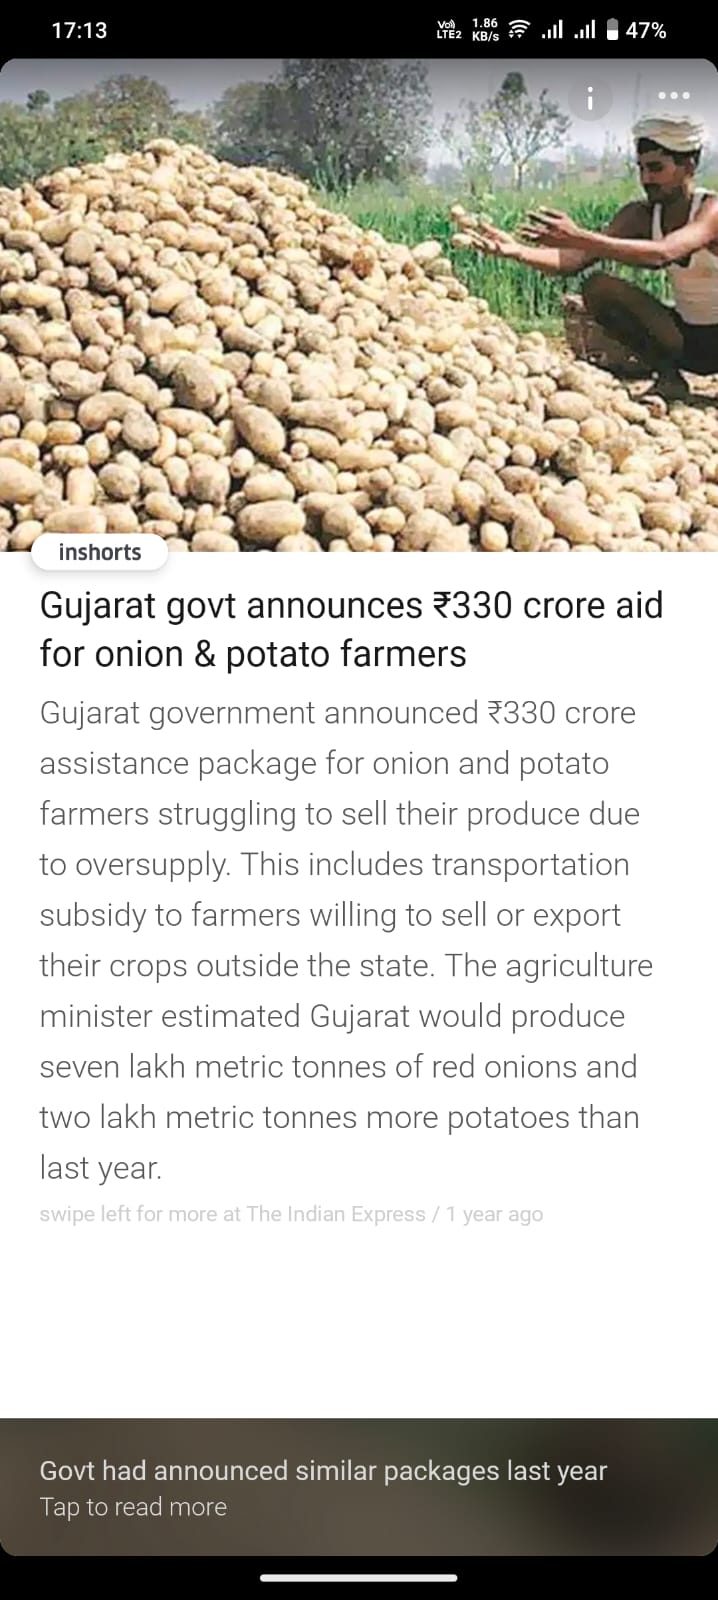 17:13
Vo)) 1.86
LTE2 KB/s 47%
i
inshorts
Gujarat govt announces ₹330 crore aid
for onion & potato farmers
Gujarat government announced ₹330 crore
assistance package for onion and potato
farmers struggling to sell their produce due
to oversupply. This includes transportation
subsidy to farmers willing to sell or export
their crops outside the state. The agriculture
minister estimated Gujarat would produce
seven lakh metric tonnes of red onions and
two lakh metric tonnes more potatoes than
last year.
swipe left for more at The Indian Express / 1 year ago
Govt had announced similar packages last year
Tap to read more